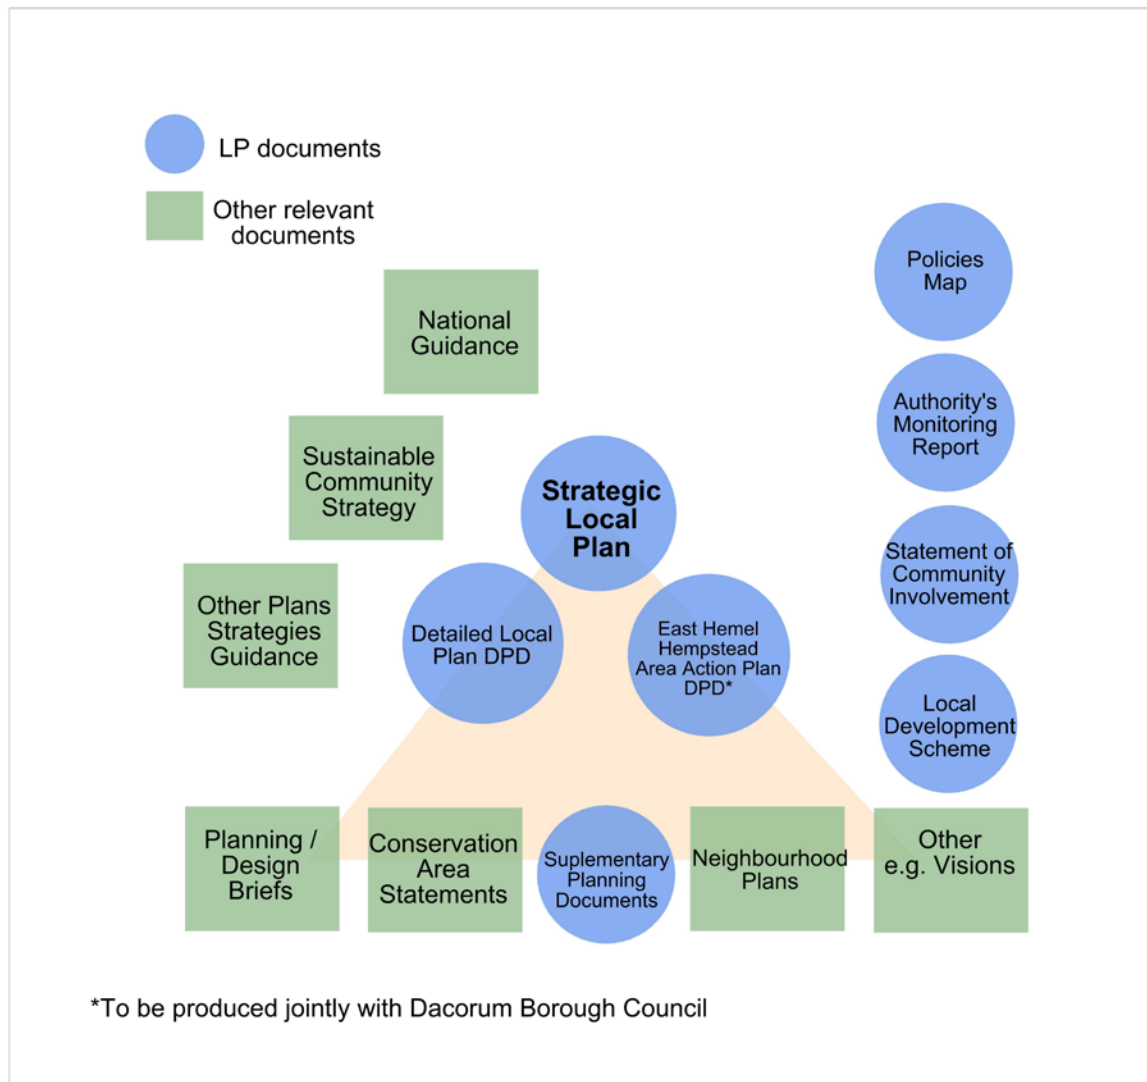 LP documents
Other relevant
documents
National
Guidance
Policies
Map
Sustainable
Community
Strategy
Authority's
Monitoring
Report
Strategic
Local
Plan
Other Plans
Strategies
Guidance
Detailed Local
Plan DPD
East Hemel
Hempstead
Area Action Plan
DPD*
Statement of
Community
Involvement
Local
Development
Scheme
Planning /
Design
Briefs
Conservation
Area
Statements
Suplementary
Planning
Documents
Neighbourhood
Plans
Other
e.g. Visions
*To be produced jointly with Dacorum Borough Council